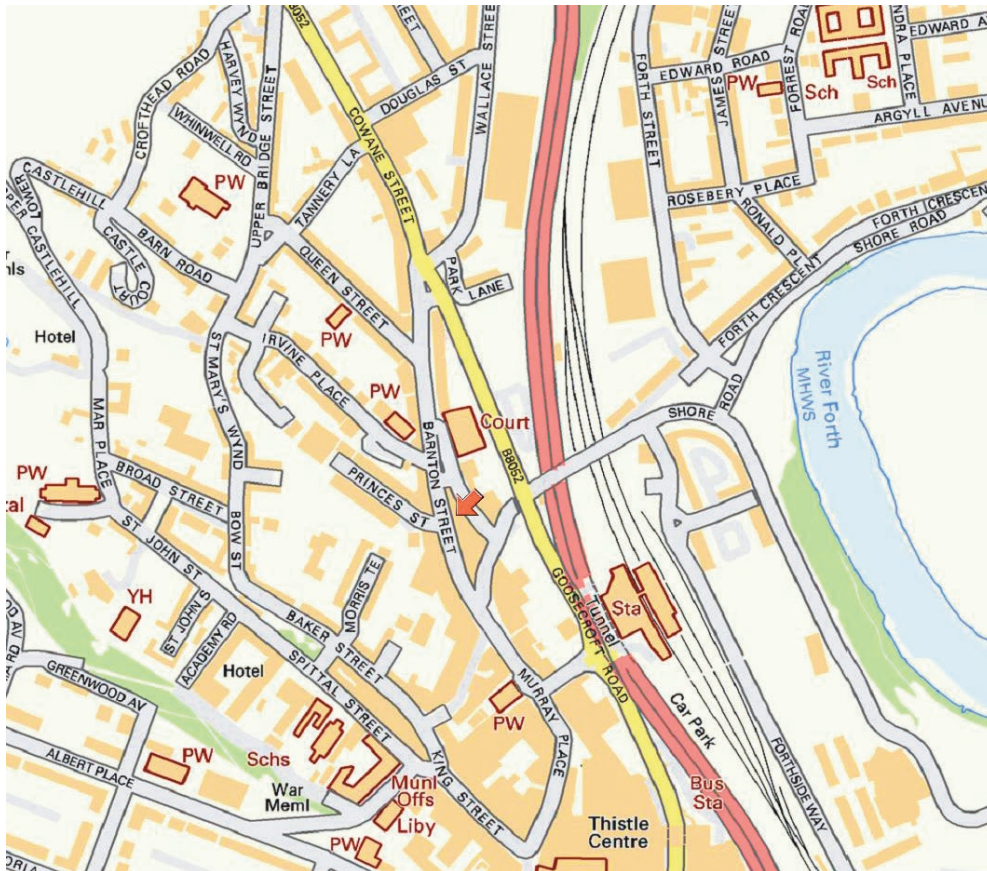 B8052
CROFTHEAD ROAD
HARVEY WYND
WHINWELL RD
UPPER BRIDGE STREET
DOUGLAS ST
COWANE STREET
WALLACE STREET
TANNERY LA
FORTH STREET
EDWARD ROAD
JAMES STREET
FORREST ROAD
EDWARD
PLACE
ARGYLL AVENU
PW
Sch
Sch
ROSEBERY PLACE
RONALD PL
FORTH CRESCENT
SHORE ROAD
FORTH CRESCENT
CASTLEHILL
LOWER
UPPER CASTLEHILL
CASTLE COURT
BARN ROAD
PW
QUEEN STREET
PARK LANE
Hotel
PW
IRVINE PLACE
ST MARY'S WYND
MAR PLACE
PW
Court
BARNTON STREET
B8052
SHORE ROAD
River Forth
MHWS
PW
BROAD STREET
PRINCES ST
BOW ST
ST JOHN ST
YH
ST JOHN'S
ACADEMY RD
MORRIS TE
BAKER STREET
GOOSECROFT ROAD
Tunnel
Sta
Hotel
SPITTAL STREET
MURRAY PLACE
PW
Car Park
GREENWOOD AV
ALBERT PLACE
PW
Schs
War
Meml
Munl
Offs
Liby
KING STREET
PW
Bus
Sta
FORTHSIDE WAY
Thistle
Centre